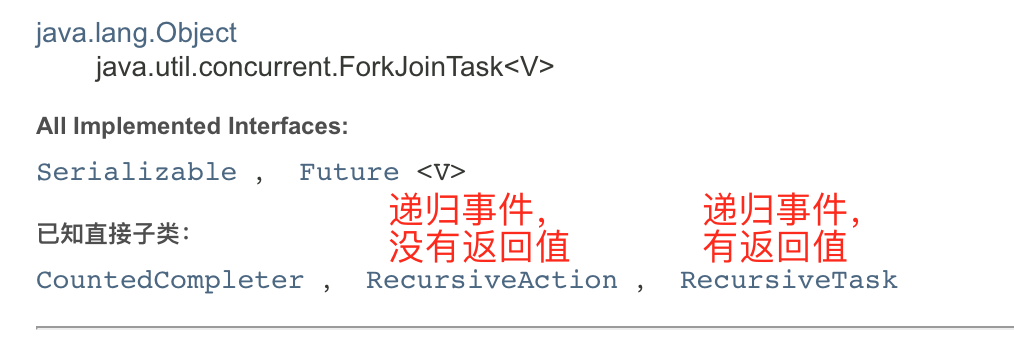 java.lang.Object
java.util.concurrent.ForkJoinTask<V>
All Implemented Interfaces:
Serializable , Future <V>
递归事件，
没有返回值
递归事件，
有返回值
已知直接子类：
CountedCompleter , RecursiveAction , RecursiveTask